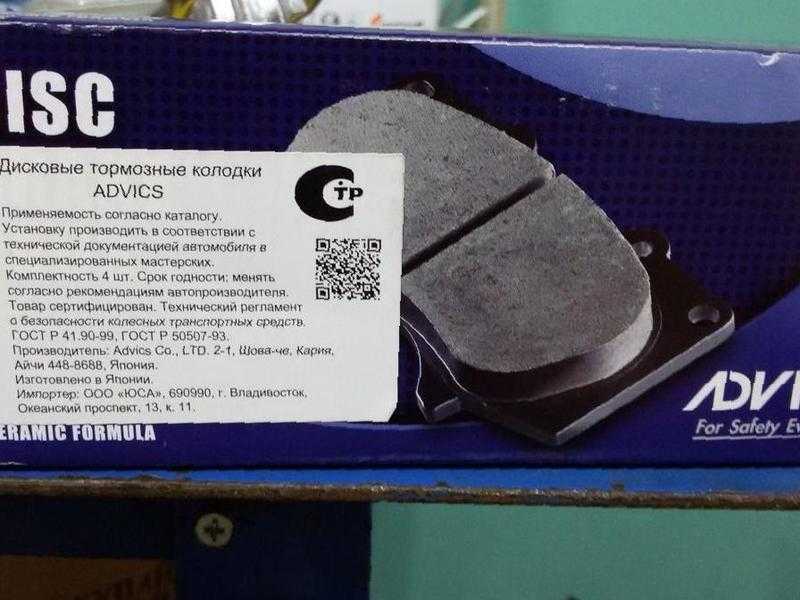 ISC
Дисковые тормозные колодки
ADVICS
СТР
Применяемость согласно каталогу.
Установку производить в соответствии с
технической документацией автомобиля в
специализированных мастерских.
Комплектность 4 шт. Срок годности: менять
согласно рекомендациям автопроизводителя.
Товар сертифицирован. Технический регламент
о безопасности колесных транспортных средств.
ГОСТ Р 41.90-99, ГОСТ Р 50507-93.
Производитель: Advics Co., LTD. 2-1, Шова-че, Кария,
Айчи 448-8688, Япония.
Изготовлено в Японии.
Импортер: ООО «ЮСА», 690990, г. Владивосток,
Океанский проспект, 13, к. 11.
ERAMIC FORMULA
ADVI
For Safety Ev